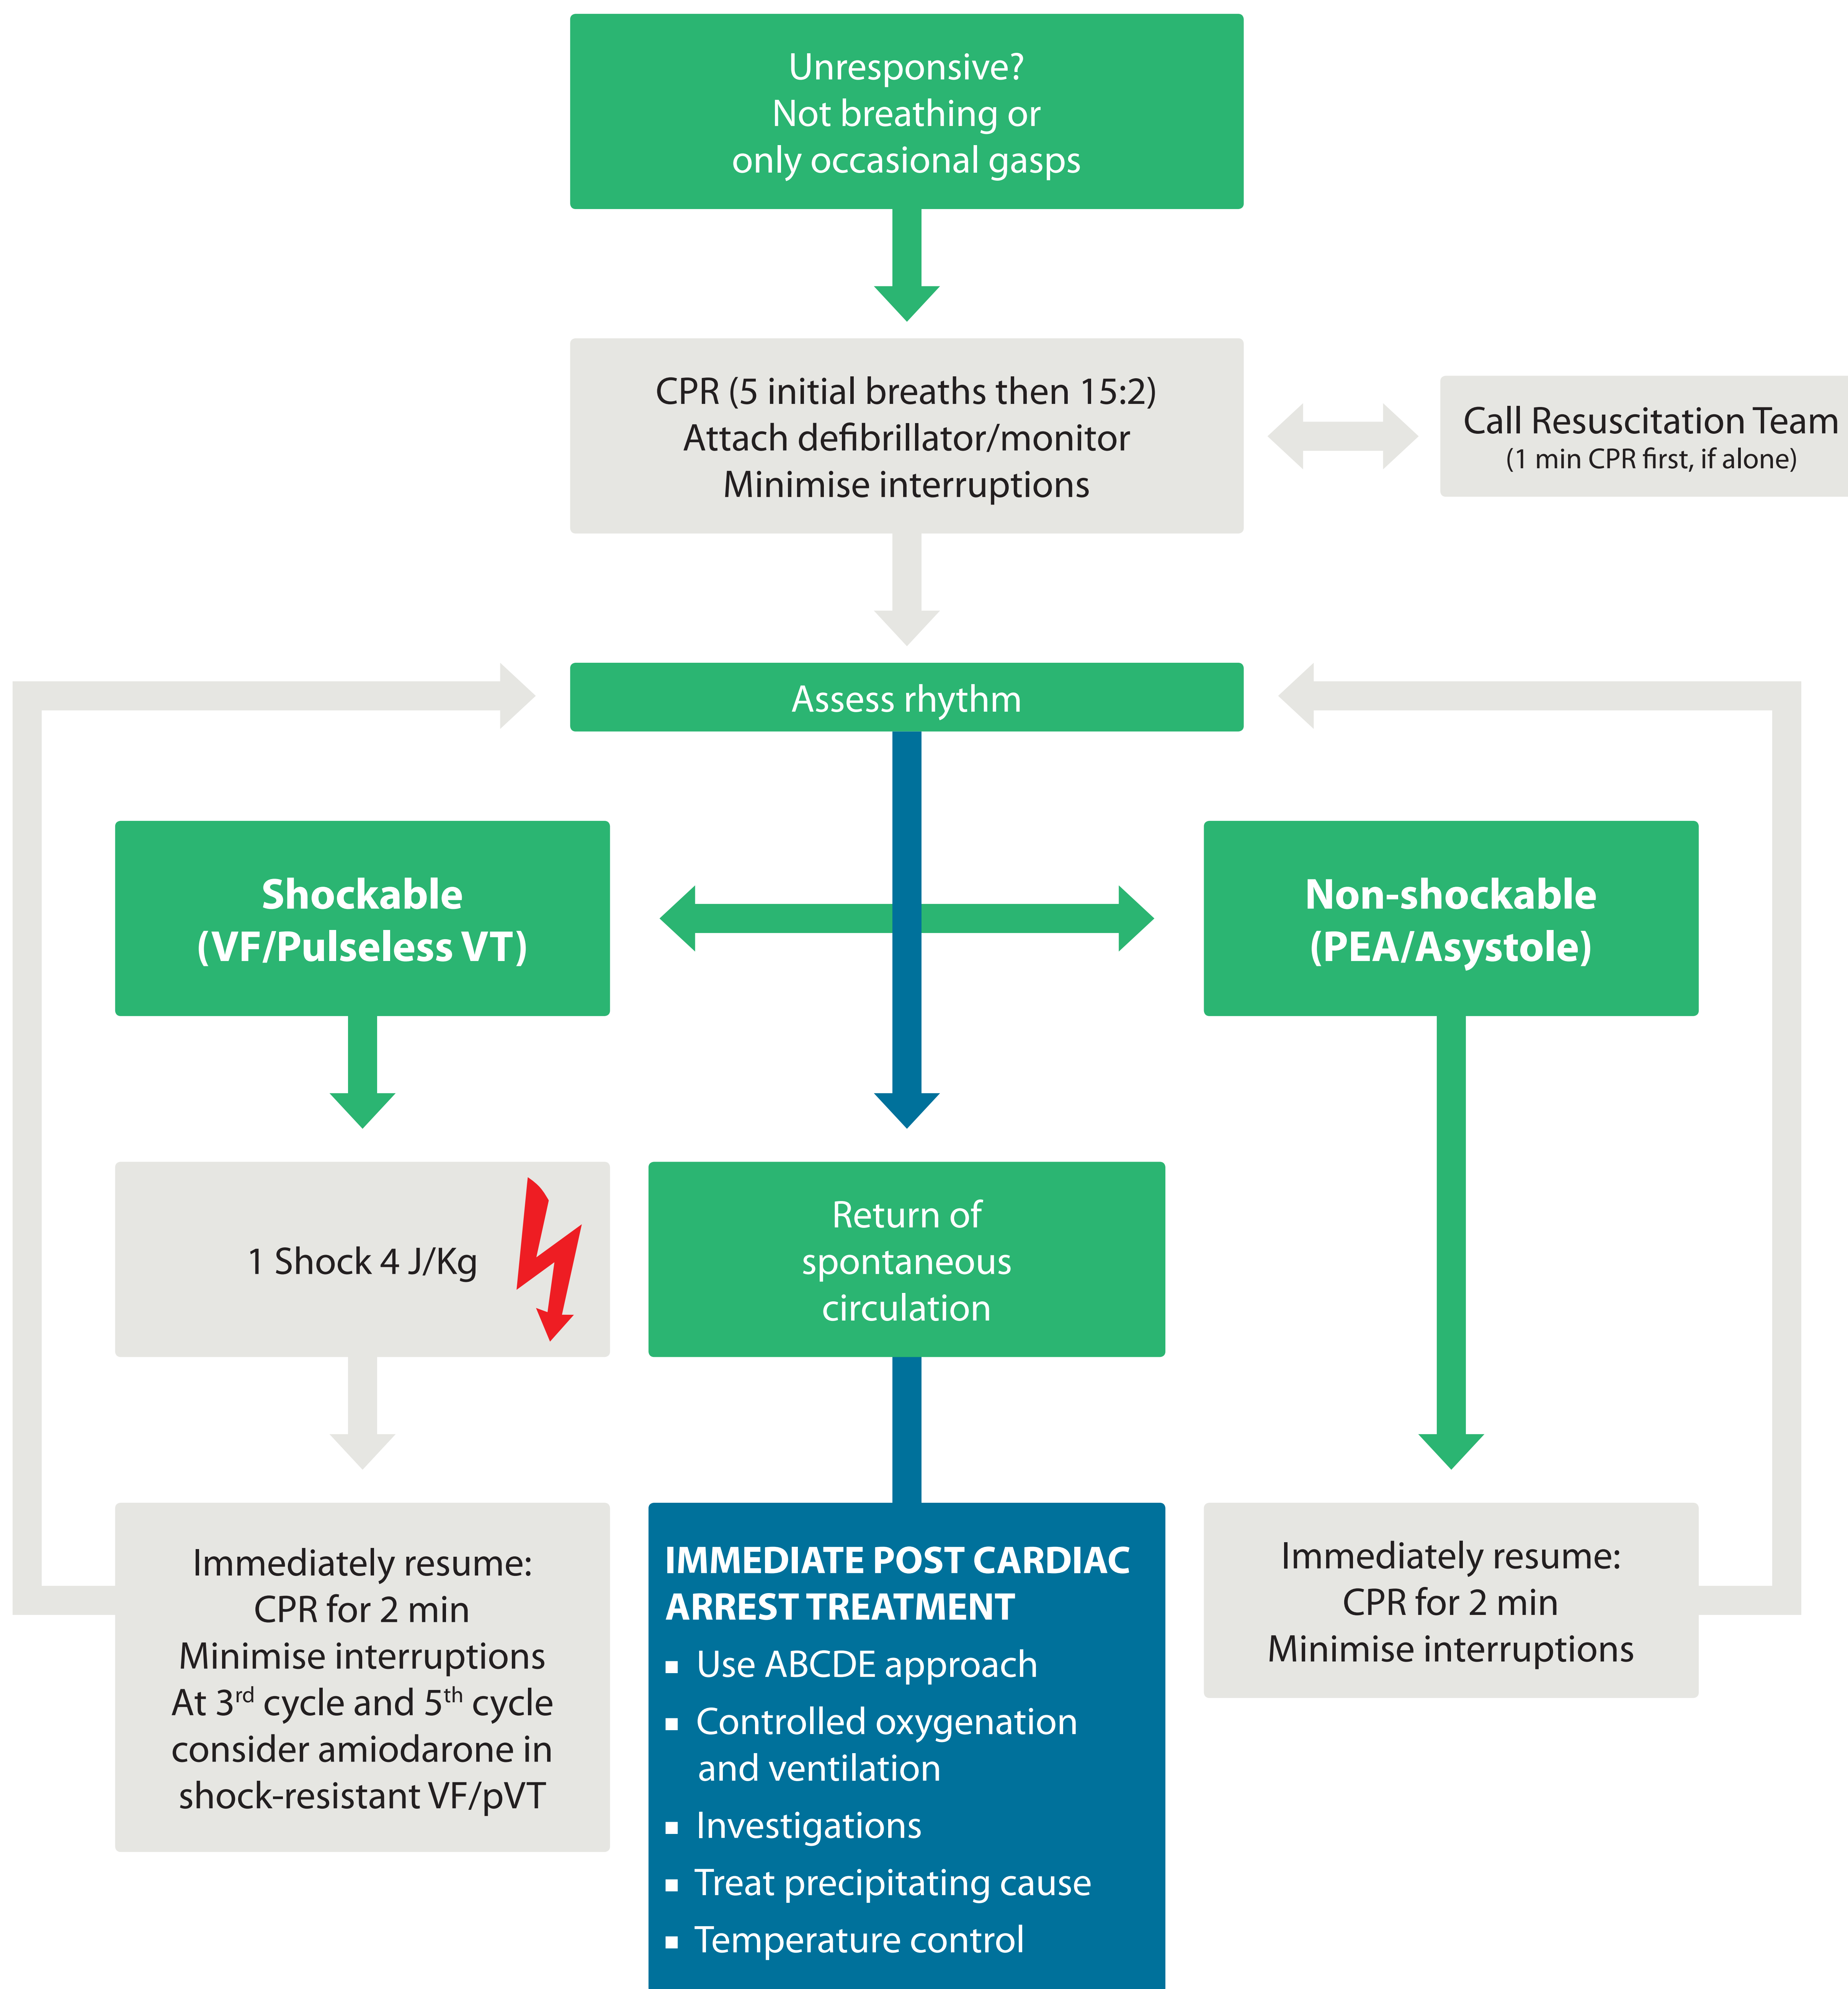 Unresponsive?
Not breathing or
only occasional gasps
CPR (5 initial breaths then 15:2)
Attach defibrillator/monitor
Minimise interruptions
Call Resuscitation Team
(1 min CPR first, if alone)
Assess rhythm
Shockable
(VF/Pulseless VT)
Non-shockable
(PEA/Asystole)
1 Shock 4 J/Kg
Return of
spontaneous
circulation
Immediately resume:
CPR for 2 min
Minimise interruptions
At 3rd cycle and 5th cycle
consider amiodarone in
shock-resistant VF/pVT
IMMEDIATE POST CARDIAC
ARREST TREATMENT
▪ Use ABCDE approach
▪ Controlled oxygenation
and ventilation
▪ Investigations
▪ Treat precipitating cause
▪ Temperature control
Immediately resume:
CPR for 2 min
Minimise interruptions